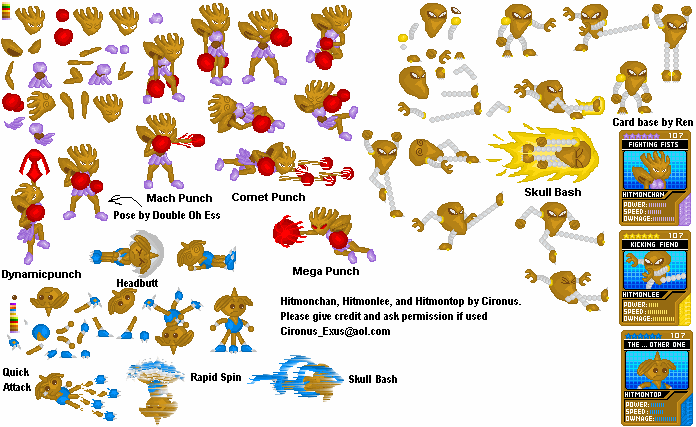 Card base by Ren
107
FIGHTING FISTS
HITMONCHAN
POWER:
SPEED:
OWNAGE:
Mach Punch
Comet Punch
Skull Bash
Pose by Double Oh Ess
107
KICKING FIEND
HITMONLEE
POWER:
SPEED:
OWNAGE:
Dynamicpunch
Headbutt
Mega Punch
Hitmonchan, Hitmonlee, and Hitmontop by Cironus.
Please give credit and ask permission if used
Cironus_Exus@aol.com
107
THE ... OTHER ONE
HITMONTOP
POWER:
SPEED:
OWNAGE:
Quick
Attack
Rapid Spin
Skull Bash